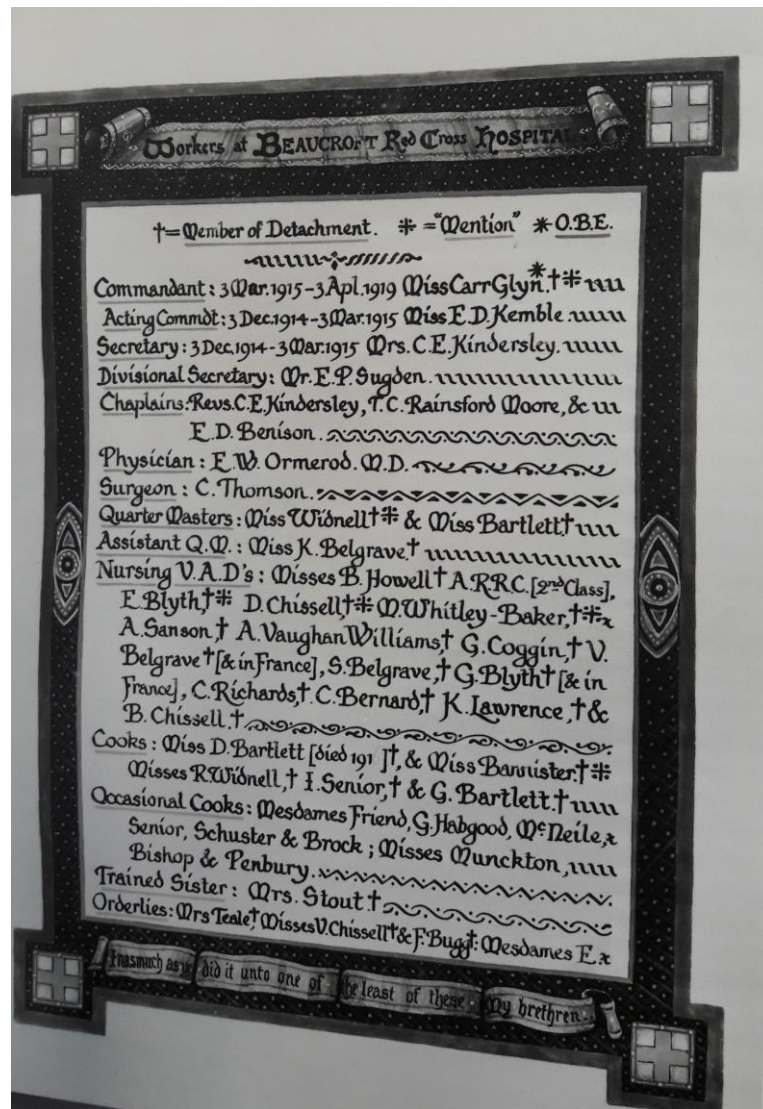 Workers at BEAUCROFT Red Cross HOSPITAL
†=Member of Detachment. ⁜="Mention" *O.B.E.
Commandant: 3 Mar. 1915-3 Apl. 1919 Miss Carr Glyn*.†⁜
Acting Commdt: 3 Dec. 1914-3 Mar. 1915 Miss E.D. Kemble.
Secretary: 3 Dec. 1914-3 Mar. 1915 Mrs. C.E. Kindersley.
Divisional Secretary: Mr. E.P. Sugden.
Chaplains: Revs. C.E. Kindersley, T.C. Rainsford Moore, &
E.D. Benison.
Physician: E.W. Ormerod. M.D.
Surgeon: C. Thomson.
Quarter Masters: Miss Widnell†⁜ & Miss Bartlett†
Assistant Q.M.: Miss K. Belgrave.†
Nursing V.A.D's: Misses B. Howell† A.R.R.C. [2nd Class],
E. Blyth,†⁜ D. Chissell,†⁜ M. Whitley-Baker,†⁜
A. Sanson,† A. Vaughan Williams,† G. Coggin,† V.
Belgrave† [& in France], S. Belgrave,† G. Blyth† [& in
France], C. Richards,† C. Bernard,† K. Lawrence,† &
B. Chissell.†
Cooks: Miss D. Bartlett [died 191 ]†, & Miss Bannister.†⁜
Misses R. Widnell,† I. Senior,† & G. Bartlett.†
Occasional Cooks: Mesdames Friend, G. Habgood, McNeile,
Senior, Schuster & Brock; Misses Munckton,
Bishop & Penbury.
Trained Sister: Mrs. Stout.†
Orderlies: Mrs Teale,† Misses V. Chissell† & F. Bugg†: Mesdames E.
Inasmuch as ye did it unto one of the least of these My brethren.